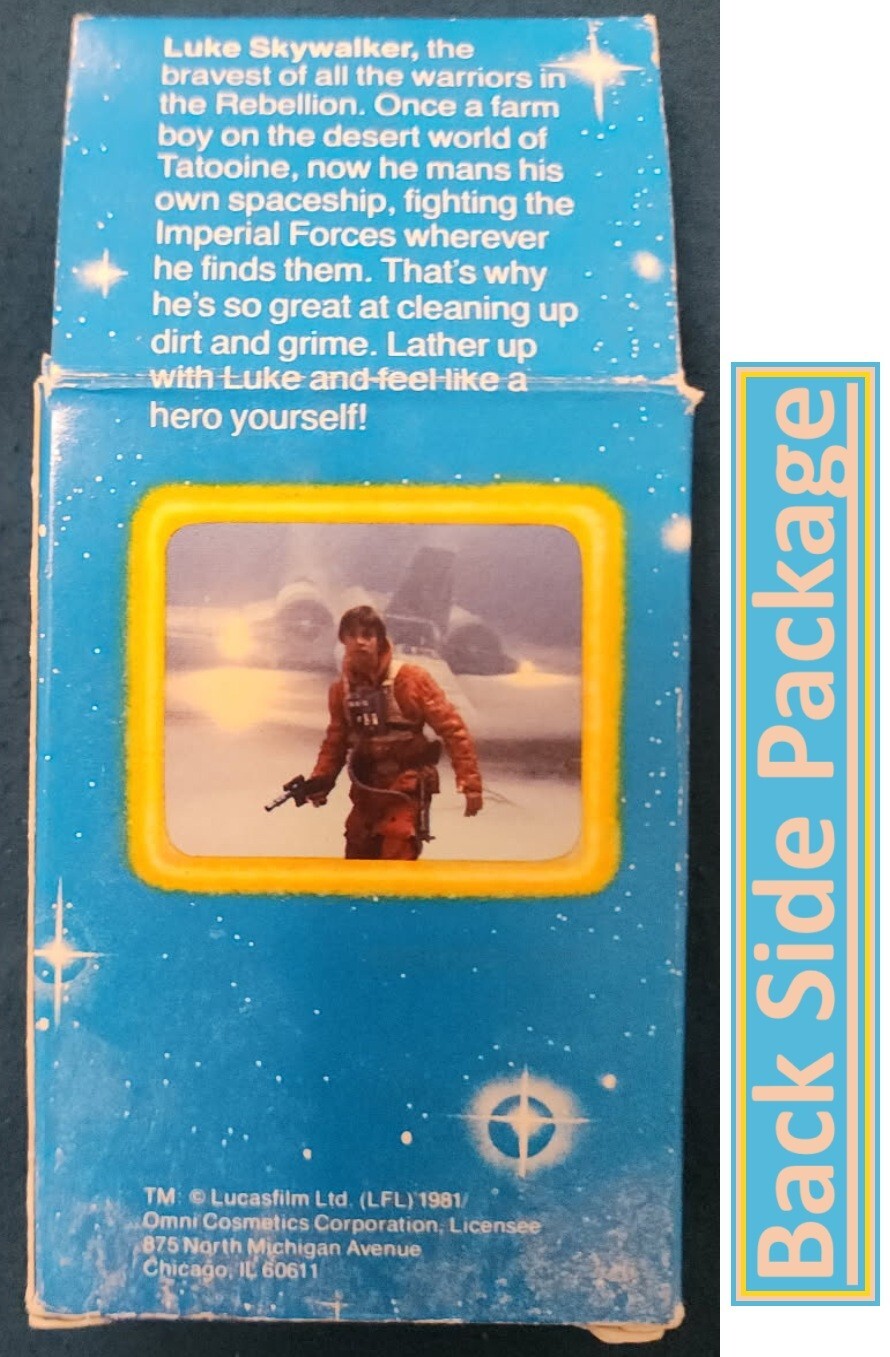 Luke Skywalker, the
bravest of all the warriors in
the Rebellion. Once a farm
boy on the desert world of
Tatooine, now he mans his
own spaceship, fighting the
Imperial Forces wherever
he finds them. That's why
he's so great at cleaning up
dirt and grime. Lather up
with Luke and feel like a
hero yourself!
TM: © Lucasfilm Ltd. (LFL) 1981/
Omni Cosmetics Corporation, Licensee
875 North Michigan Avenue
Chicago, IL 60611
Back Side Package